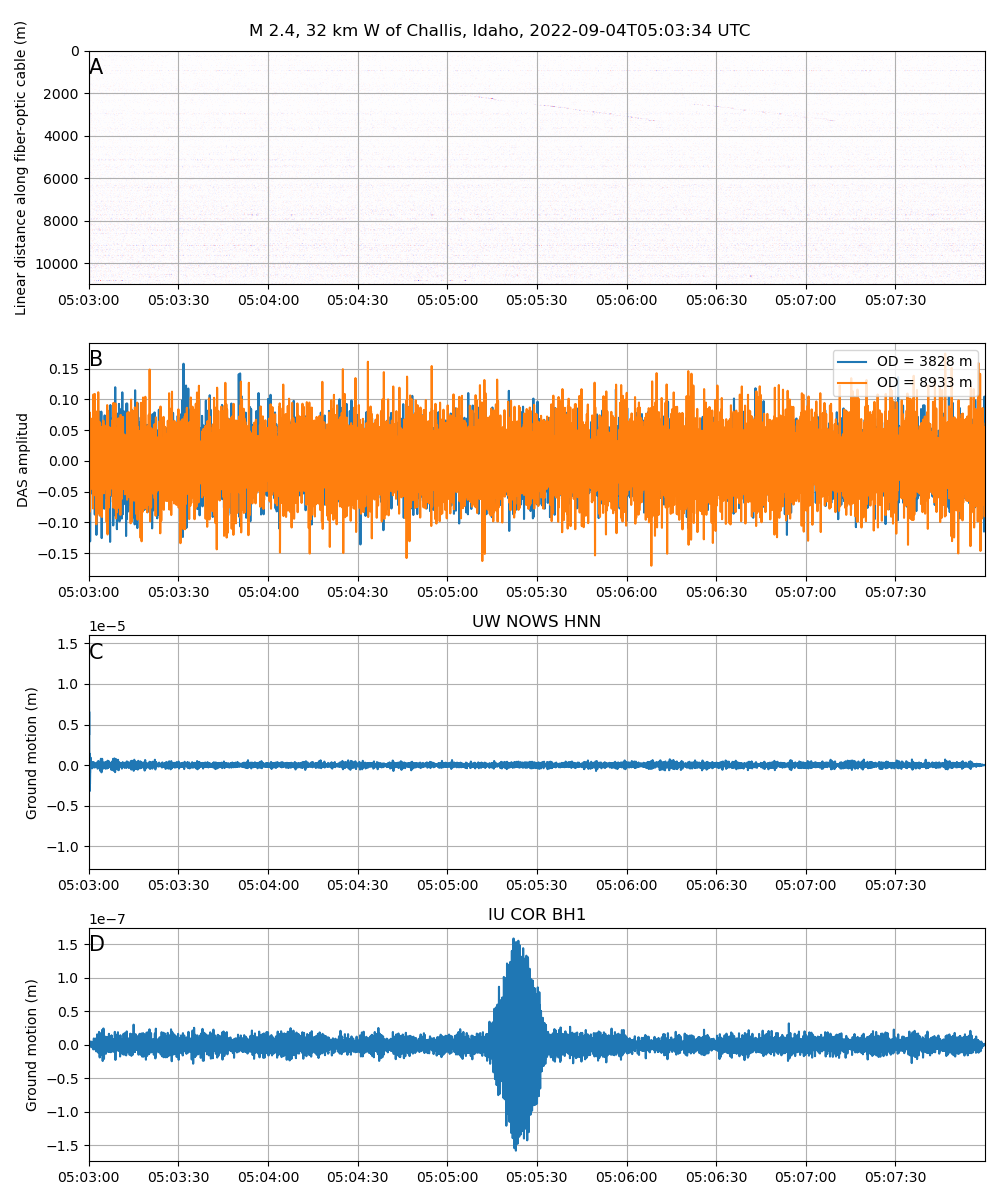 M 2.4, 32 km W of Challis, Idaho, 2022-09-04T05:03:34 UTC
Linear distance along fiber-optic cable (m)
A
0
2000
4000
6000
8000
10000
05:03:00 05:03:30 05:04:00 05:04:30 05:05:00 05:05:30 05:06:00 05:06:30 05:07:00 05:07:30
DAS amplitud
B
OD = 3828 m
OD = 8933 m
0.15
0.10
0.05
0.00
−0.05
−0.10
−0.15
05:03:00 05:03:30 05:04:00 05:04:30 05:05:00 05:05:30 05:06:00 05:06:30 05:07:00 05:07:30
UW NOWS HNN
1e−5
Ground motion (m)
C
1.5
1.0
0.5
0.0
−0.5
−1.0
05:03:00 05:03:30 05:04:00 05:04:30 05:05:00 05:05:30 05:06:00 05:06:30 05:07:00 05:07:30
IU COR BH1
1e−7
Ground motion (m)
D
1.5
1.0
0.5
0.0
−0.5
−1.0
−1.5
05:03:00 05:03:30 05:04:00 05:04:30 05:05:00 05:05:30 05:06:00 05:06:30 05:07:00 05:07:30